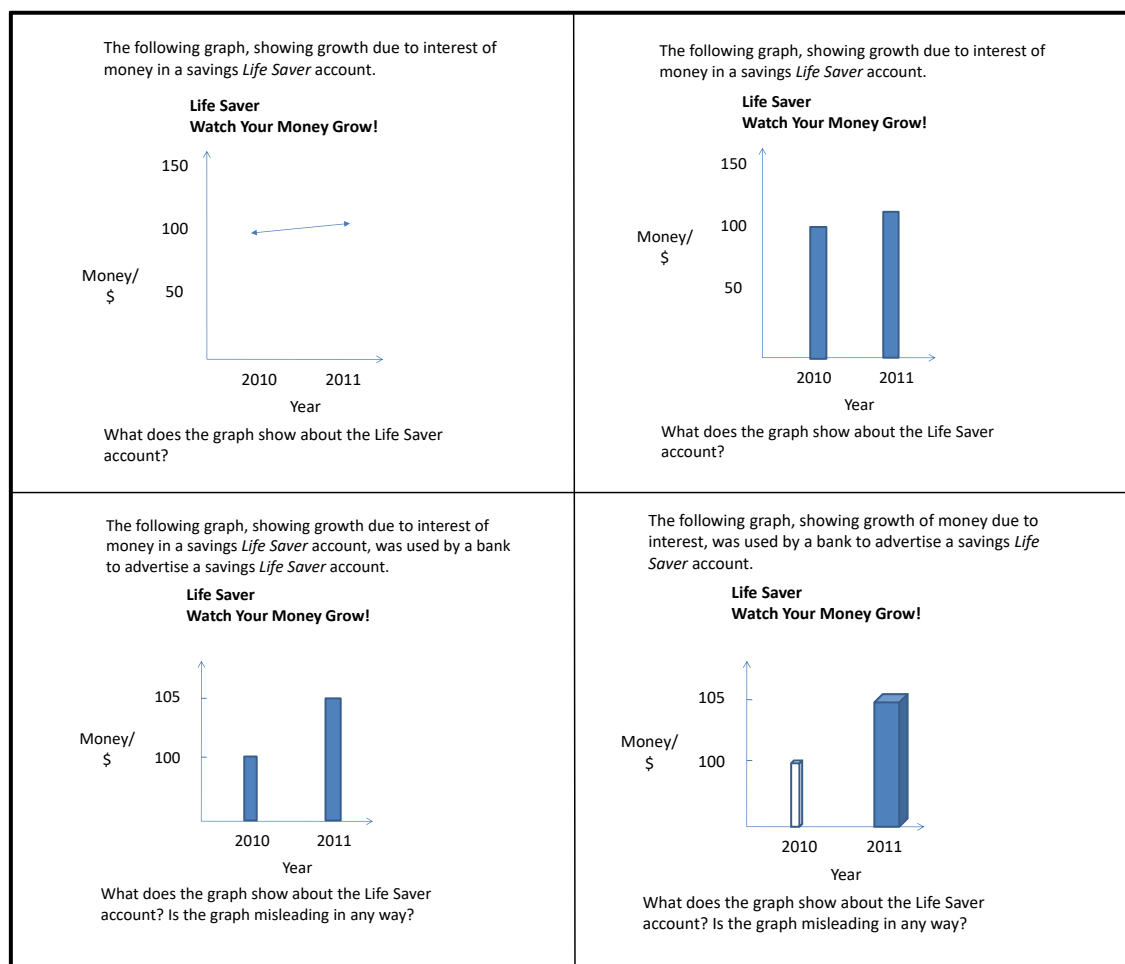 The following graph, showing growth due to interest of
money in a savings Life Saver account.
Life Saver
Watch Your Money Grow!
150
100
Money/
$
50
2010
2011
Year
What does the graph show about the Life Saver
account?
The following graph, showing growth due to interest of
money in a savings Life Saver account.
Life Saver
Watch Your Money Grow!
150
100
Money/
$
50
2010
2011
Year
What does the graph show about the Life Saver
account?
The following graph, showing growth due to interest of
money in a savings Life Saver account, was used by a bank
to advertise a savings Life Saver account.
Life Saver
Watch Your Money Grow!
105
Money/
$
100
2010
2011
Year
What does the graph show about the Life Saver
account? Is the graph misleading in any way?
The following graph, showing growth of money due to
interest, was used by a bank to advertise a savings Life
Saver account.
Life Saver
Watch Your Money Grow!
105
Money/
$
100
2010
2011
Year
What does the graph show about the Life Saver
account? Is the graph misleading in any way?